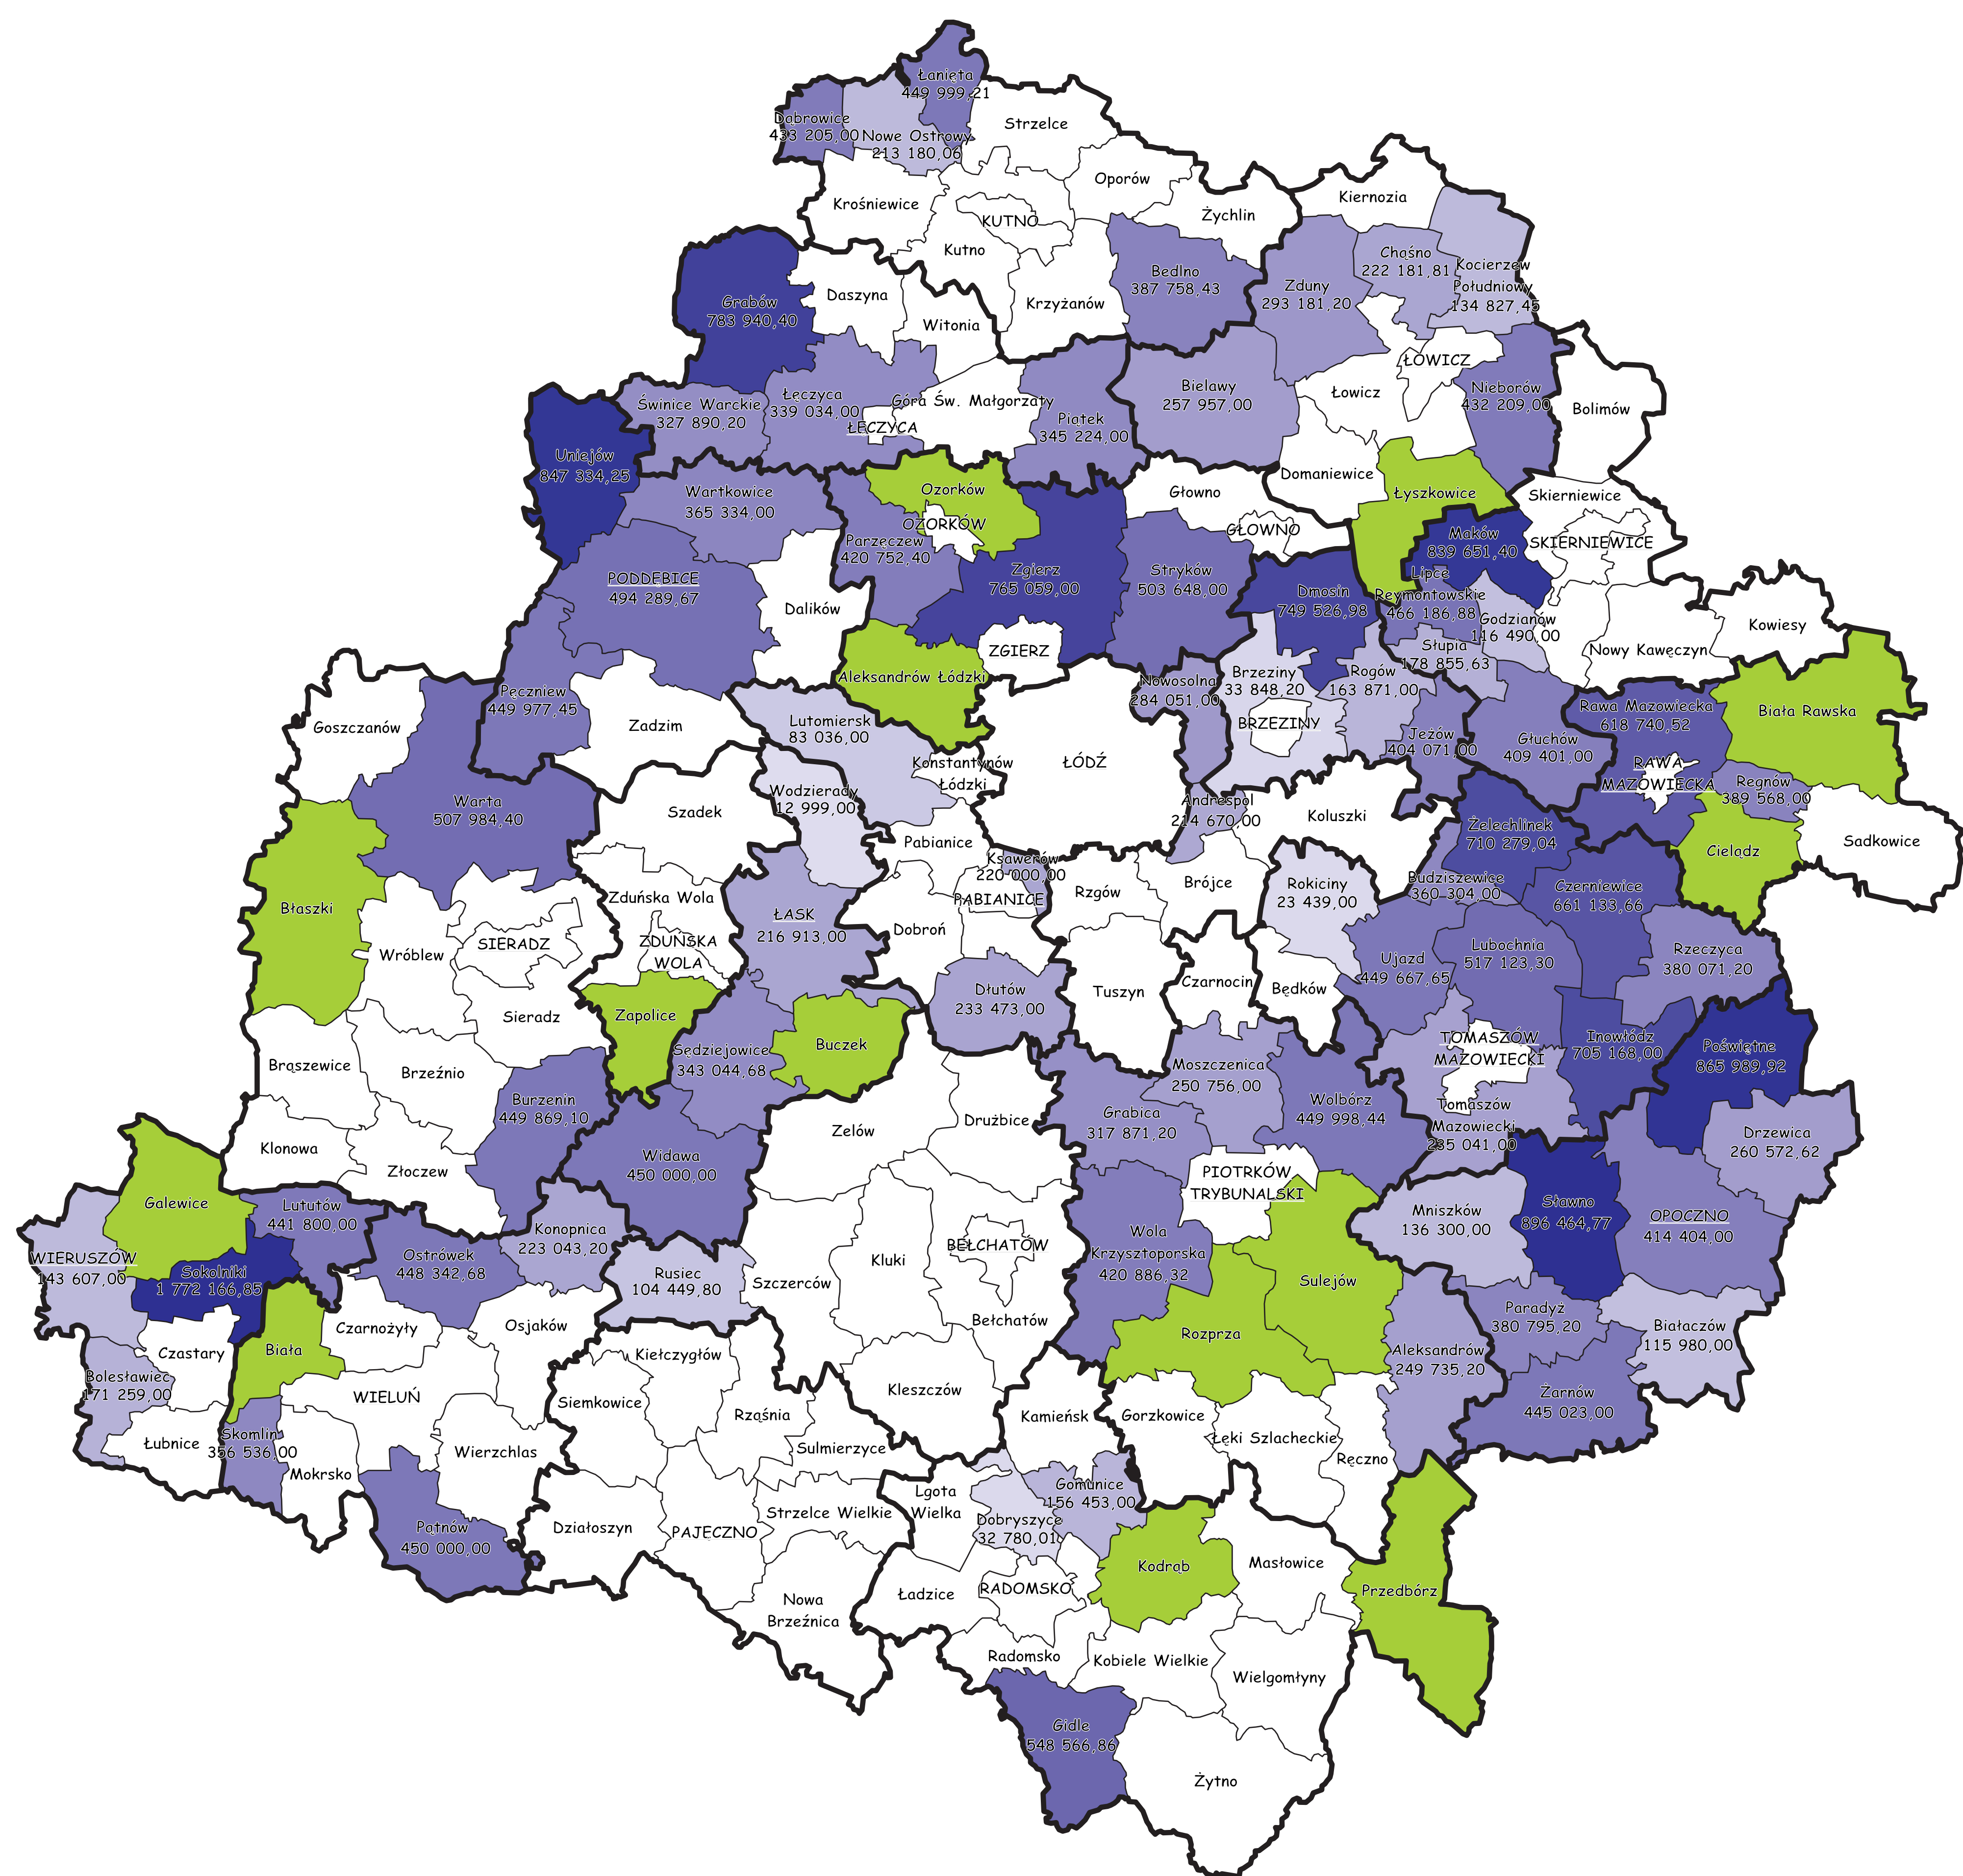 Łanięta
449 999,21
Dąbrowice
433 205,00
Nowe Ostrowy
213 180,06
Strzelce
Oporów
Krośniewice
KUTNO
Kutno
Żychlin
Kiernozia
Bedlno
387 758,43
Krzyżanów
Zduny
293 181,20
Chąśno
222 181,81
Kocierzew
Południowy
134 827,45
Grabów
783 940,40
Daszyna
Witonia
ŁOWICZ
Łowicz
Nieborów
432 209,00
Bolimów
Świnice Warckie
327 890,20
Łęczyca
339 034,00
ŁĘCZYCA
Góra Św. Małgorzaty
Piątek
345 224,00
Bielawy
257 957,00
Domaniewice
Uniejów
847 334,25
Wartkowice
365 334,00
Ozorków
OZORKÓW
Parzęczew
420 752,40
Głowno
GŁOWNO
Łyszkowice
Skierniewice
SKIERNIEWICE
Maków
839 651,40
PODDEBICE
494 289,67
Dalików
Zgierz
765 059,00
Stryków
503 648,00
Dmosin
749 526,98
Lipce
Reymontowskie
466 186,88
Godzianów
116 490,00
Słupia
178 855,63
Nowy Kawęczyn
Kowiesy
ZGIERZ
Aleksandrów Łódzki
Pęczniew
449 977,45
Zadzim
Goszczanów
Lutomiersk
83 036,00
Konstantynów
Łódzki
ŁÓDŹ
Nowosolna
284 051,00
Brzeziny
33 848,20
BRZEZINY
Rogów
163 871,00
Jeżów
404 071,00
Głuchów
409 401,00
Rawa Mazowiecka
618 740,52
RAWA
MAZOWIECKA
Biała Rawska
Regnów
389 568,00
Sadkowice
Cielądz
Warta
507 984,40
Szadek
Wodzierady
12 999,00
Pabianice
Ksawerów
220 000,00
PABIANICE
Andrespol
214 670,00
Koluszki
Żelechlinek
710 279,04
Błaszki
Wróblew
SIERADZ
Sieradz
Zduńska Wola
ZDUŃSKA
WOLA
ŁASK
216 913,00
Dobroń
Rzgów
Brójce
Rokiciny
23 439,00
Budziszewice
360 304,00
Czerniewice
661 133,66
Ujazd
449 667,65
Lubochnia
517 123,30
Rzeczyca
380 071,20
Zapolice
Buczek
Dłutów
233 473,00
Tuszyn
Czarnocin
Będków
Brąszewice
Brzeźnio
Sędziejowice
343 044,68
Moszczenica
250 756,00
TOMASZÓW
MAZOWIECKI
Inowłódz
705 168,00
Poświętne
865 989,92
Burzenin
449 869,10
Zelów
Drużbice
Grabica
317 871,20
Wolbórz
449 998,44
Tomaszów
Mazowiecki
235 041,00
Drzewica
260 572,62
Klonowa
Złoczew
Widawa
450 000,00
PIOTRKÓW
TRYBUNALSKI
Galewice
Lututów
441 800,00
Konopnica
223 043,20
Wola
Krzysztoporska
420 886,32
Mniszków
136 300,00
Sławno
896 464,77
OPOCZNO
414 404,00
WIERUSZÓW
143 607,00
Sokolniki
1 772 166,85
Ostrówek
448 342,68
Rusiec
104 449,80
Szczerców
Kluki
BEŁCHATÓW
Bełchatów
Sulejów
Czastary
Biała
Czarnożyły
Osjaków
Rozprza
Aleksandrów
249 735,20
Paradyż
380 795,20
Białaczów
115 980,00
Bolesławiec
171 259,00
WIELUŃ
Kiełczygłów
Siemkowice
Rząśnia
Kleszczów
Kamieńsk
Gorzkowice
Żarnów
445 023,00
Łubnice
Skomlin
356 536,00
Mokrsko
Wierzchlas
Sulmierzyce
Łęki Szlacheckie
Ręczno
Pątnów
450 000,00
Działoszyn
PAJĘCZNO
Strzelce Wielkie
Lgota
Wielka
Dobryszyce
32 780,01
Gomunice
156 453,00
Nowa
Brzeźnica
Ładzice
RADOMSKO
Kodrąb
Masłowice
Przedbórz
Radomsko
Kobiele Wielkie
Wielgomłyny
Gidle
548 566,86
Żytno